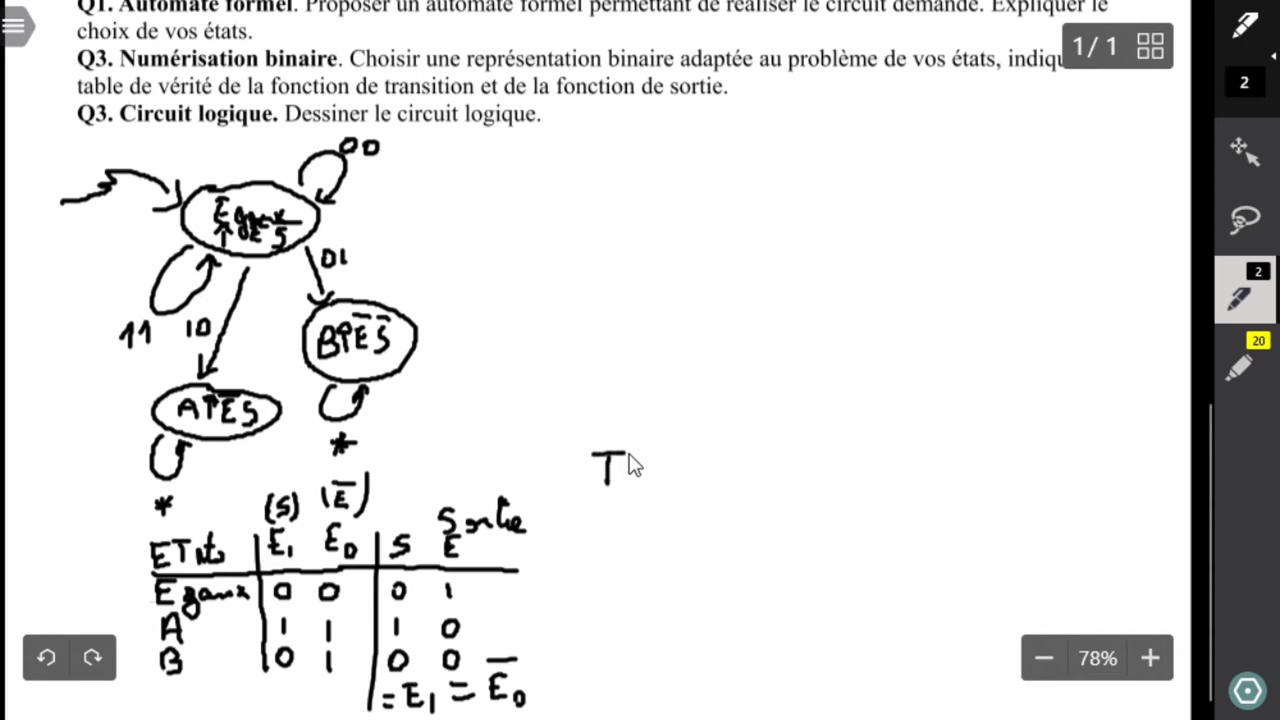 Q1. Automate formel. Proposer un automate formel permettant de réaliser le circuit demandé. Expliquer le
choix de vos états.
Q3. Numérisation binaire. Choisir une représentation binaire adaptée au problème de vos états, indiqu
table de vérité de la fonction de transition et de la fonction de sortie.
Q3. Circuit logique. Dessiner le circuit logique.
1/1
2
00
Egaux
↑E S̅
01
11
10
B↑E̅ S̅
A↑E̅S
*
*
2
20
T
(S) (E̅)
Sortie
ETats E₁ E₀ S E
Egaux 0 0 0 1
A 1 1 1 0
B 0 1 0 0
= E₁ = E̅₀
78%